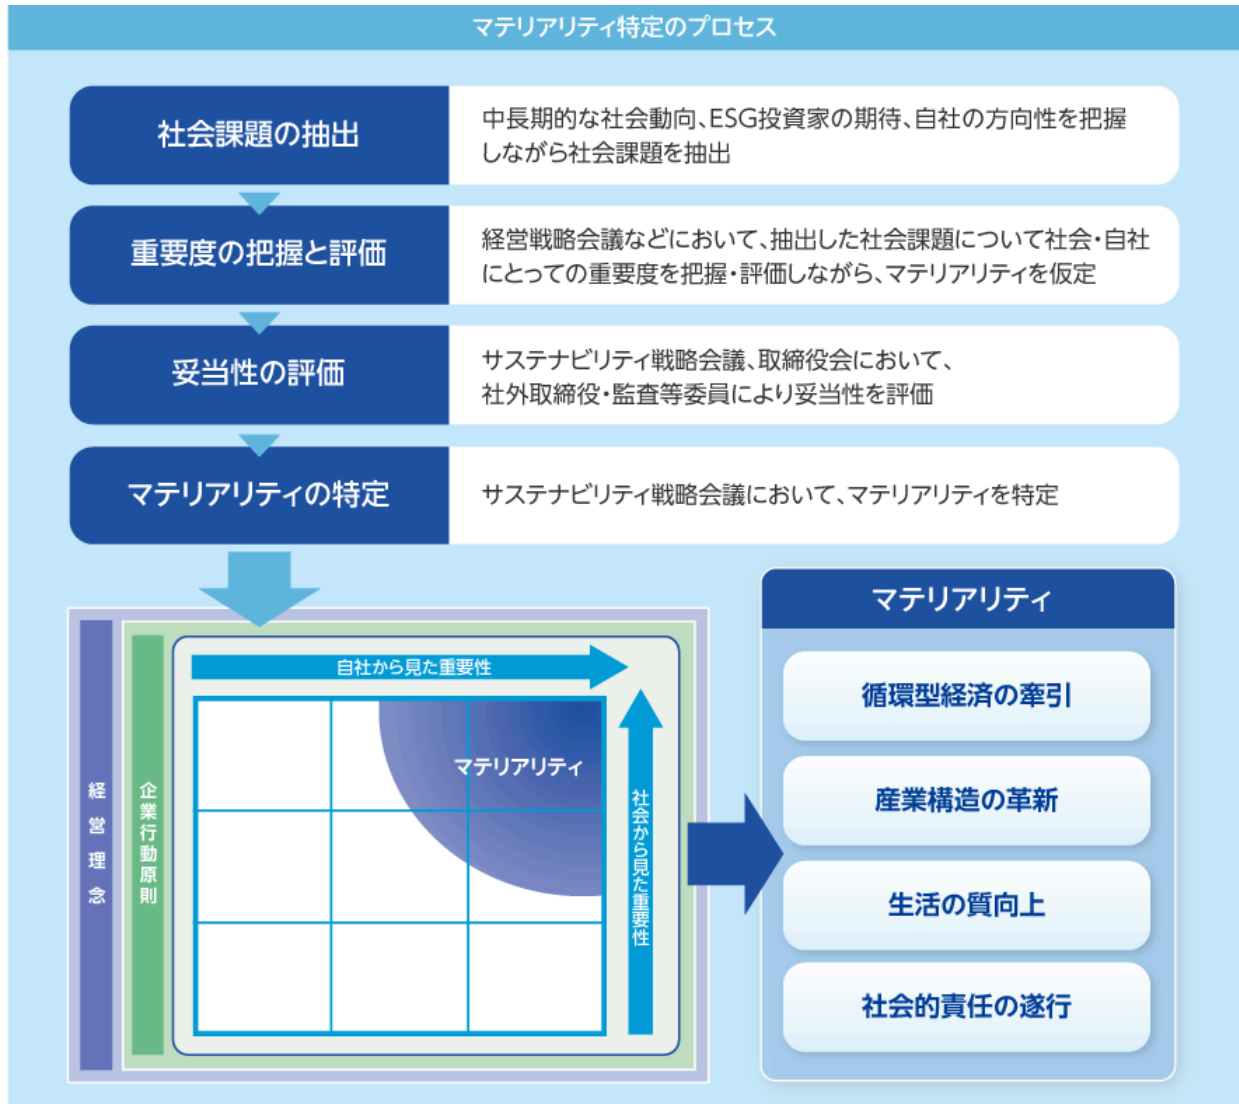 マテリアリティ特定のプロセス
社会課題の抽出
中長期的な社会動向、ESG投資家の期待、自社の方向性を把握
しながら社会課題を抽出
重要度の把握と評価
経営戦略会議などにおいて、抽出した社会課題について社会・自社
にとっての重要度を把握・評価しながら、マテリアリティを仮定
妥当性の評価
サステナビリティ戦略会議、取締役会において、
社外取締役・監査等委員により妥当性を評価
マテリアリティの特定
サステナビリティ戦略会議において、マテリアリティを特定
経営理念
企業行動原則
自社から見た重要性
マテリアリティ
社会から見た重要性
マテリアリティ
循環型経済の牽引
産業構造の革新
生活の質向上
社会的責任の遂行